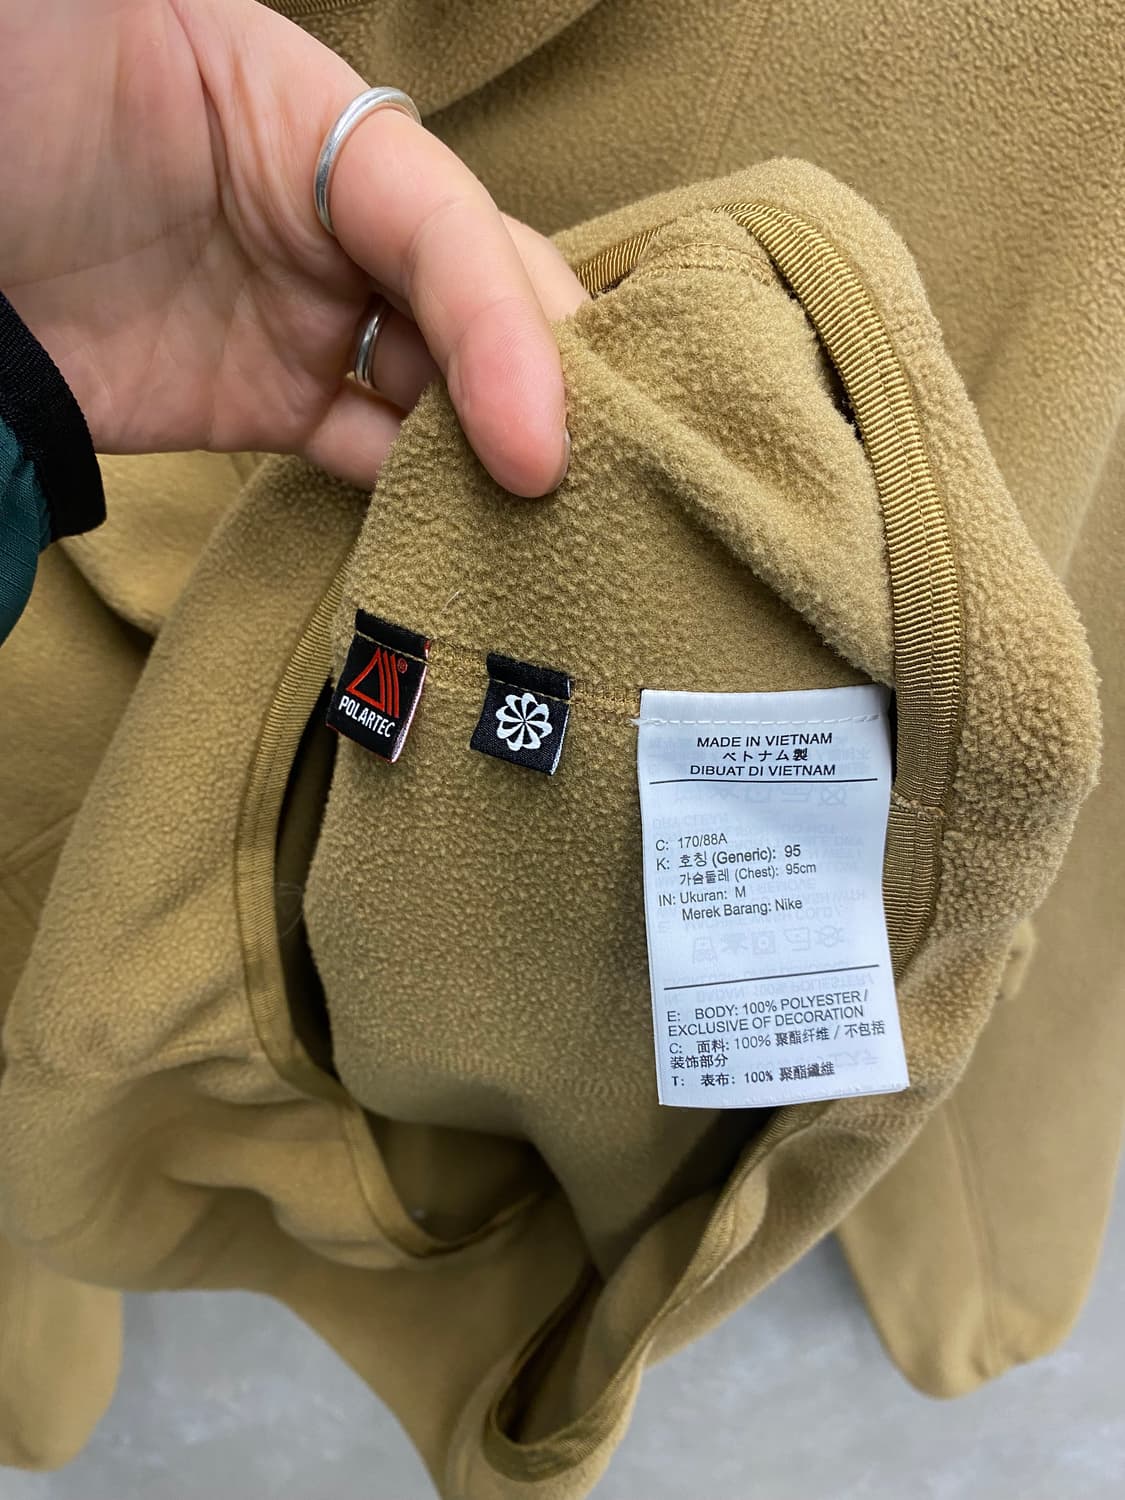 POLARTEC®
MADE IN VIETNAM
ベトナム製
DIBUAT DI VIETNAM
C: 170/88A
K: 호칭 (Generic): 95
가슴둘레 (Chest): 95cm
IN: Ukuran: M
Merek Barang: Nike
E: BODY: 100% POLYESTER /
EXCLUSIVE OF DECORATION
C: 面料: 100% 聚酯纤维 / 不包括
装饰部分
T: 表布: 100% 聚酯纖維